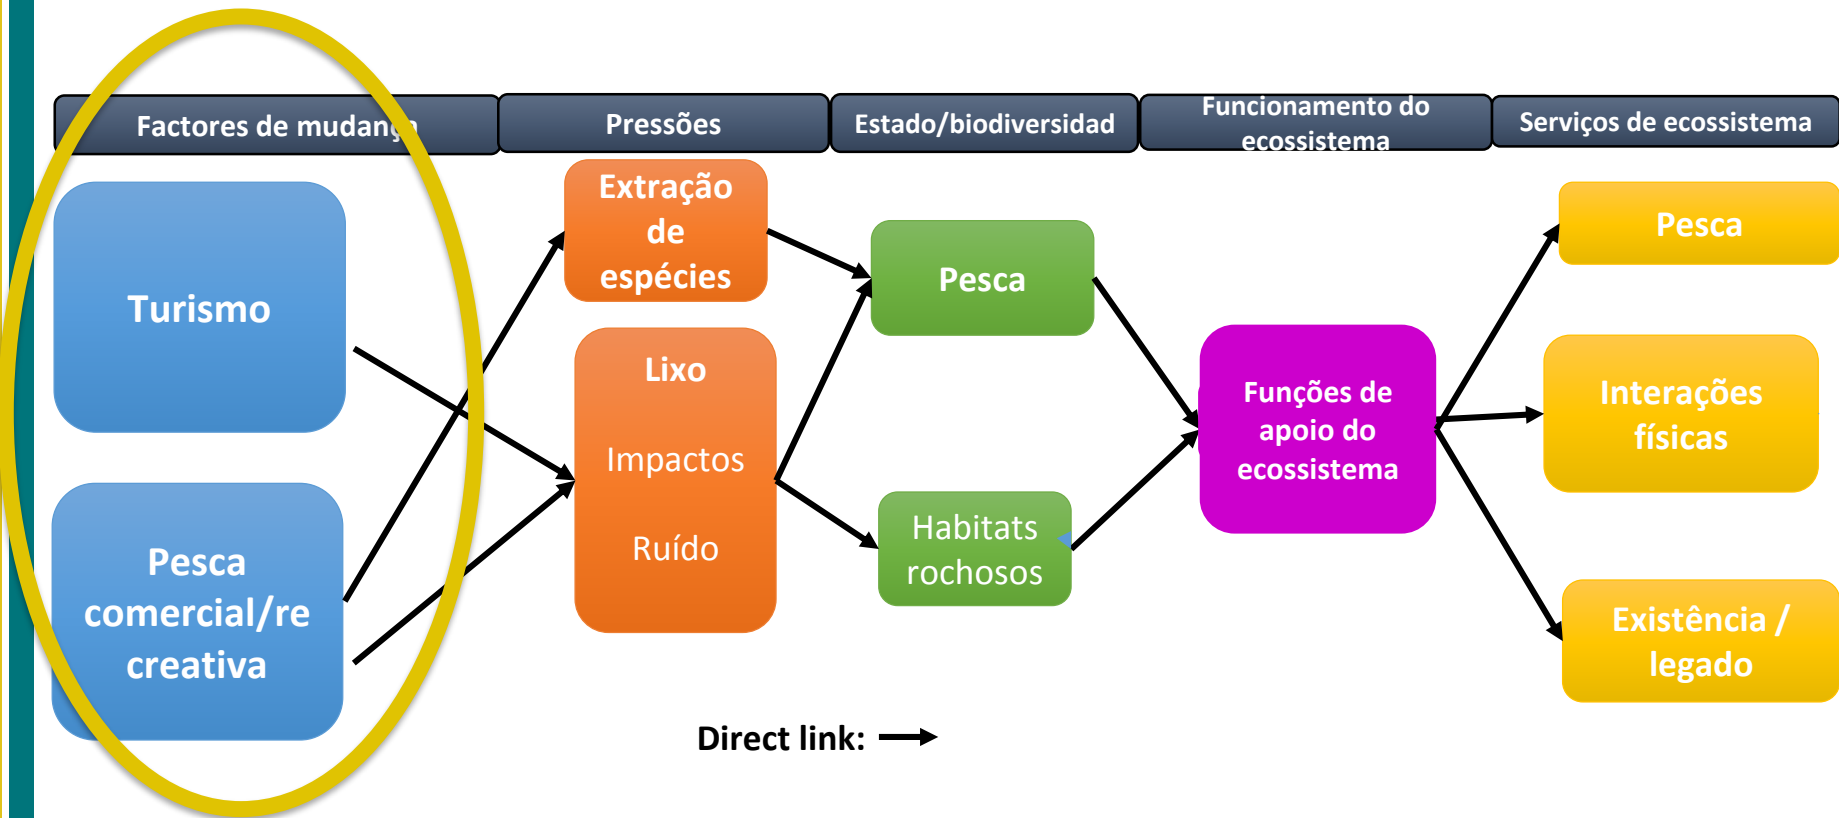 Factores de mudança
Pressões
Estado/biodiversidad
Funcionamento do
ecossistema
Serviços de ecossistema
Turismo
Pesca
comercial/re
creativa
Extração
de
espécies
Lixo
Impactos
Ruído
Pesca
Habitats
rochosos
Funções de
apoio do
ecossistema
Pesca
Interações
físicas
Existência /
legado
Direct link: